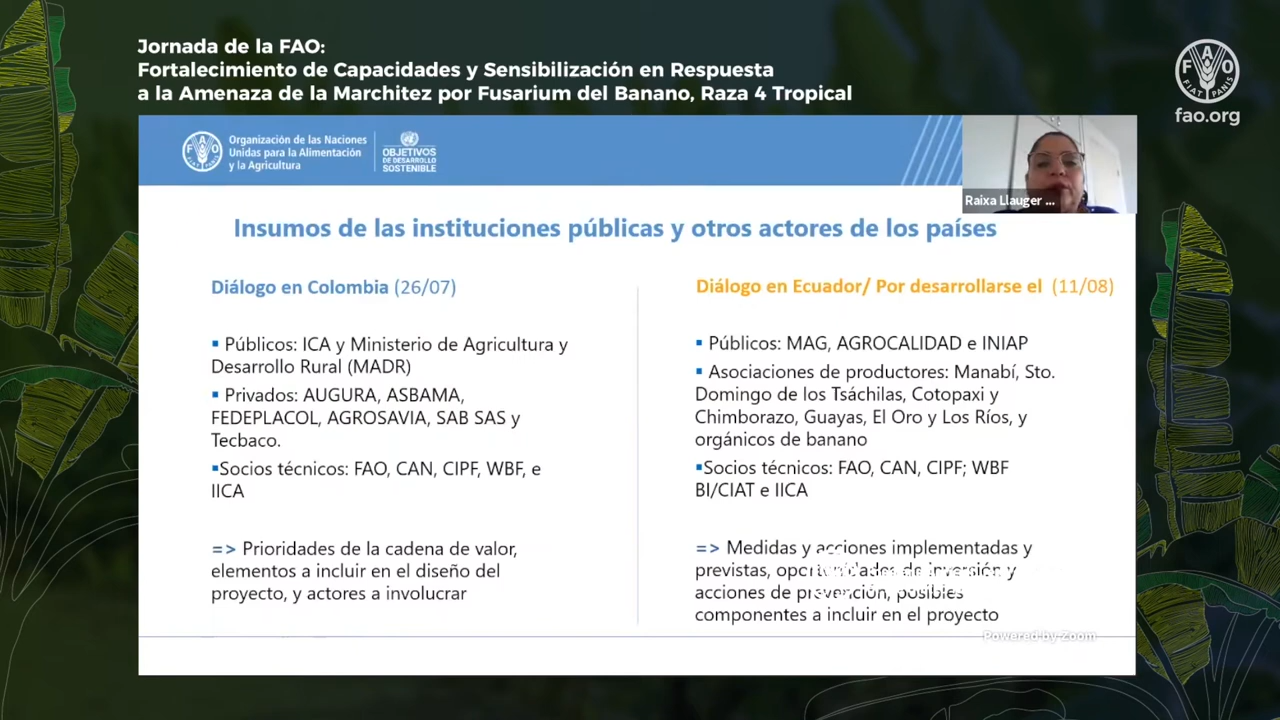 Jornada de la FAO:
Fortalecimiento de Capacidades y Sensibilización en Respuesta
a la Amenaza de la Marchitez por Fusarium del Banano, Raza 4 Tropical
F A O
FIAT PANIS
fao.org
Organización de las Naciones
Unidas para la Alimentación
y la Agricultura
OBJETIVOS
DE DESARROLLO
SOSTENIBLE
Raixa Llauger ...
Insumos de las instituciones públicas y otros actores de los países
Diálogo en Colombia (26/07)
▪ Públicos: ICA y Ministerio de Agricultura y
Desarrollo Rural (MADR)
▪ Privados: AUGURA, ASBAMA,
FEDEPLACOL, AGROSAVIA, SAB SAS y
Tecbaco.
▪Socios técnicos: FAO, CAN, CIPF, WBF, e
IICA
=> Prioridades de la cadena de valor,
elementos a incluir en el diseño del
proyecto, y actores a involucrar
Diálogo en Ecuador/ Por desarrollarse el (11/08)
▪ Públicos: MAG, AGROCALIDAD e INIAP
▪ Asociaciones de productores: Manabí, Sto.
Domingo de los Tsáchilas, Cotopaxi y
Chimborazo, Guayas, El Oro y Los Ríos, y
orgánicos de banano
▪Socios técnicos: FAO, CAN, CIPF; WBF
BI/CIAT e IICA
=> Medidas y acciones implementadas y
previstas, oportunidades de inversión y
acciones de prevención, posibles
componentes a incluir en el proyecto
Powered by Zoom